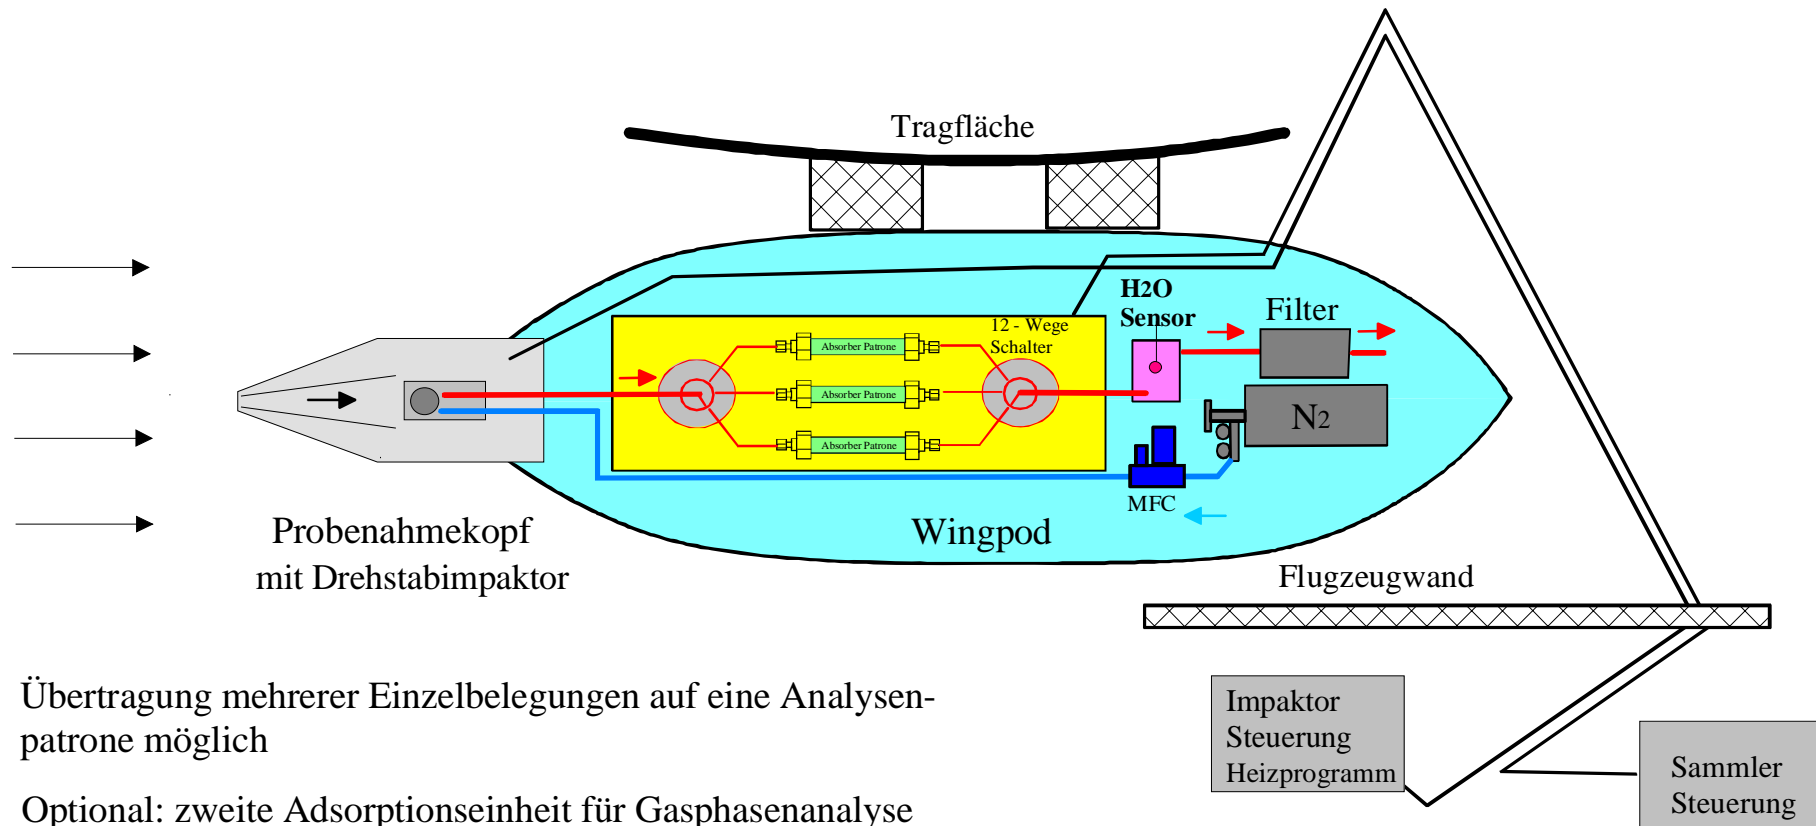 Tragfläche
H2O
Sensor
Filter
12 - Wege
Schalter
Absorber Patrone
Absorber Patrone
Absorber Patrone
N2
MFC
Probenahmekopf
mit Drehstabimpaktor
Wingpod
Flugzeugwand
Übertragung mehrerer Einzelbelegungen auf eine Analysen-
patrone möglich
Optional: zweite Adsorptionseinheit für Gasphasenanalyse
Impaktor
Steuerung
Heizprogramm
Sammler
Steuerung